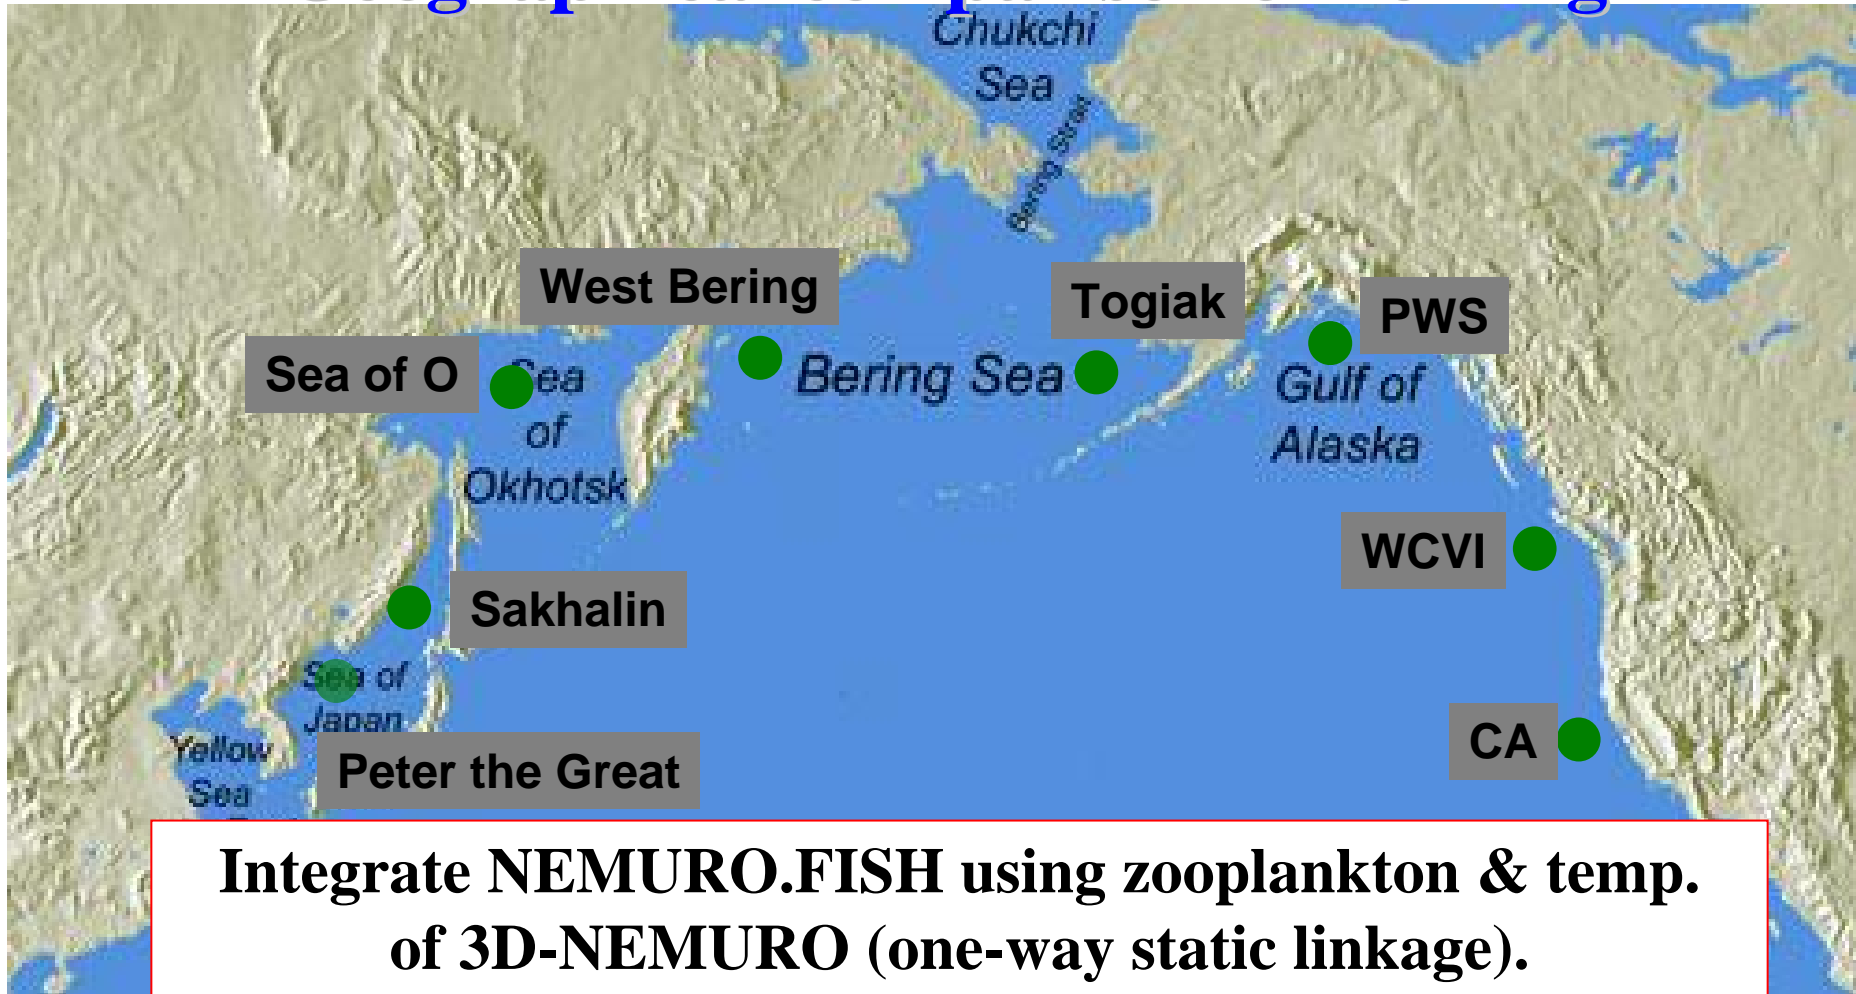 Chukchi
Sea
Bering Strait
West Bering
Togiak
PWS
Sea of O
Sea
of
Okhotsk
Bering Sea
Gulf of
Alaska
WCVI
Sakhalin
Sea of
Japan
Peter the Great
Yellow
Sea
CA
Integrate NEMURO.FISH using zooplankton & temp.
of 3D-NEMURO (one-way static linkage).